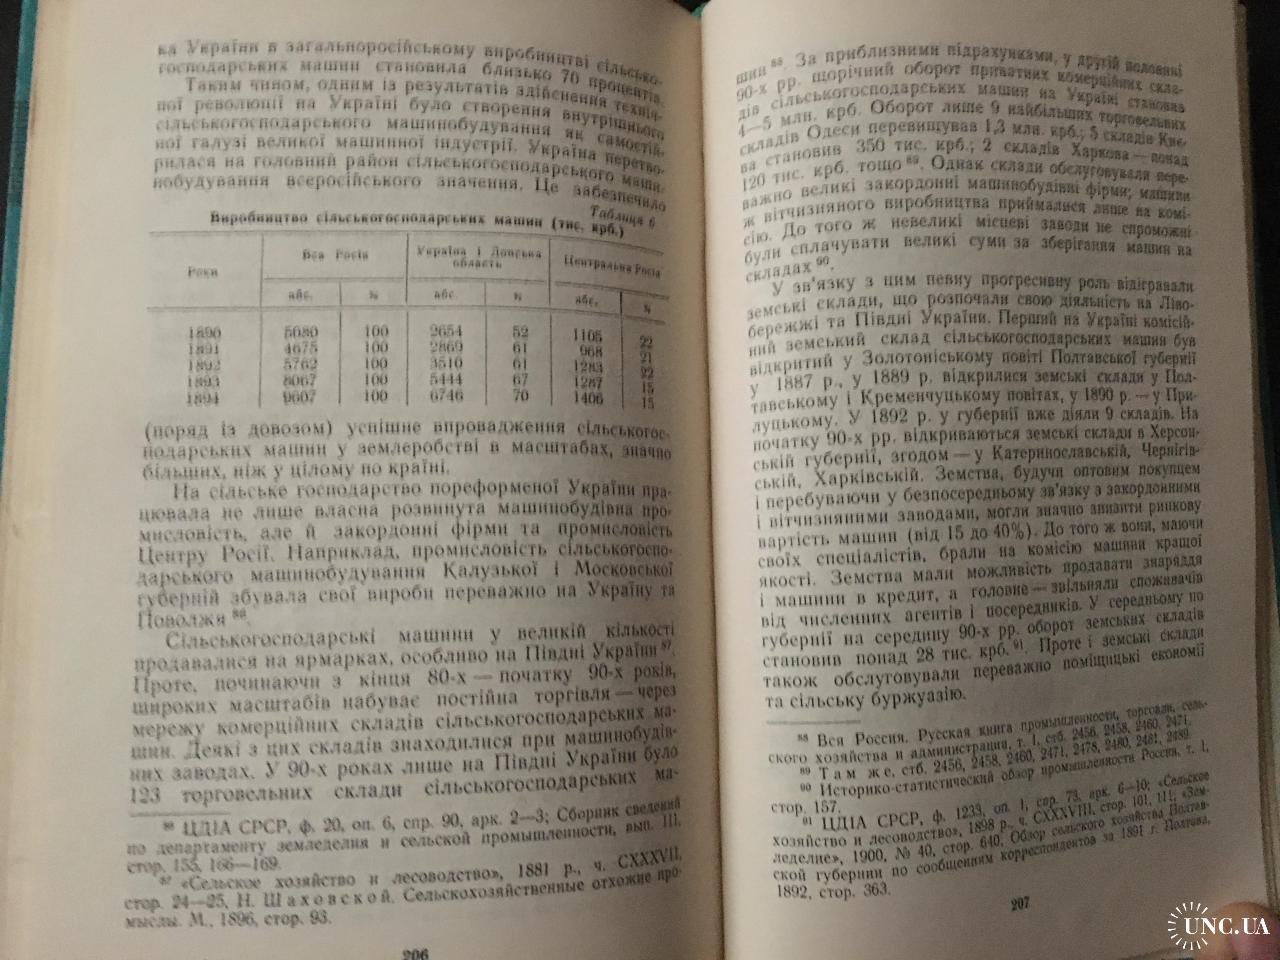 ка України в загальноросійському виробництві сільсько-
господарських машин становила близько 70 процентів.
Таким чином, одним із результатів здійснення техніч-
ної революції на Україні було створення внутрішнього
сільськогосподарського машинобудування як самостій-
ної галузі великої машинної індустрії. Україна перетво-
рилася на головний район сільськогосподарського маши-
нобудування всеросійського значення. Це забезпечило
Таблиця 6
Виробництво сільськогосподарських машин (тис. крб.)
Роки Вся Росія Україна і Донська область Центральна Росія
абс. % абс. % абс. %
1890 5080 100 2654 52 1105 22
1891 4675 100 2869 61 968 21
1892 5762 100 3510 61 1283 22
1893 8067 100 5444 67 1287 15
1894 9607 100 6746 70 1406 15
(поряд із довозом) успішне впровадження сільськогос-
подарських машин у землеробстві в масштабах, значно
більших, ніж у цілому по країні.
На сільське господарство пореформеної України пра-
цювала не лише власна розвинута машинобудівна про-
мисловість, але й закордонні фірми та промисловість
Центру Росії. Наприклад, промисловість сільськогоспо-
дарського машинобудування Калузької і Московської
губерній збувала свої вироби переважно на Україну та
Поволжя 86.
Сільськогосподарські машини у великій кількості
продавалися на ярмарках, особливо на Півдні України 87.
Проте, починаючи з кінця 80-х — початку 90-х років,
широких масштабів набуває постійна торгівля — через
мережу комерційних складів сільськогосподарських ма-
шин. Деякі з цих складів знаходилися при машинобудів-
них заводах. У 90-х роках лише на Півдні України було
123 торговельних склади сільськогосподарських ма-
86 ЦДІА СРСР, ф. 20, оп. 6, спр. 90, арк. 2—3; Сборник сведений
по департаменту земледелия и сельской промышленности, вып. III,
стор. 155, 166—169.
87 «Сельское хозяйство и лесоводство», 1881 р., ч. CXXXVII,
стор. 24—25, Н. Шаховской. Сельскохозяйственные отхожие про-
мыслы. М., 1896, стор. 93.
206
шин 88. За приблизними підрахунками, у другій половині
90-х рр. щорічний оборот приватних комерційних скла-
дів сільськогосподарських машин на Україні становив
4—5 млн. крб. Оборот лише 9 найбільших торговельних
складів Одеси перевищував 1,3 млн. крб.; 5 складів Киє-
ва становив 350 тис. крб.; 2 складів Харкова — понад
120 тис. крб. тощо 89. Однак склади обслуговували пере-
важно великі закордонні машинобудівні фірми; машини
ж вітчизняного виробництва приймалися лише на комі-
сію. До того ж невеликі місцеві заводи не спроможні
були сплачувати великі суми за зберігання машин на
складах 90.
У зв'язку з цим певну прогресивну роль відігравали
земські склади, що розпочали свою діяльність на Ліво-
бережжі та Півдні України. Перший на Україні комісій-
ний земський склад сільськогосподарських машин був
відкритий у Золотоніському повіті Полтавської губернії
у 1887 р., у 1889 р. відкрилися земські склади у Пол-
тавському і Кременчуцькому повітах, у 1890 р. — у При-
луцькому. У 1892 р. у губернії вже діяли 9 складів. На
початку 90-х рр. відкриваються земські склади в Херсон-
ській губернії, згодом — у Катеринославській, Чернігів-
ській, Харківській. Земства, будучи оптовим покупцем
і перебуваючи у безпосередньому зв'язку з закордонними
і вітчизняними заводами, могли значно знизити ринкову
вартість машин (від 15 до 40%). До того ж вони, маючи
своїх спеціалістів, брали на комісію машини кращої
якості. Земства мали можливість продавати знаряддя
і машини в кредит, а головне — звільняли споживачів
від численних агентів і посередників. У середньому по
губернії на середину 90-х рр. оборот земських складів
становив понад 28 тис. крб. 91. Проте і земські склади
також обслуговували переважно поміщицькі економії
та сільську буржуазію.
88 Вся Россия. Русская книга промышленности, торговли, сель-
ского хозяйства и администрации, т. I, стб. 2456, 2458, 2460, 2471.
89 Там же, стб. 2456, 2458, 2460, 2471, 2478, 2480, 2481, 2489.
90 Историко-статистический обзор промышленности России, т. I,
стор. 157.
91 ЦДІА СРСР, ф. 1233, оп. 1, спр. 73, арк. 6—10; «Сельское
хозяйство и лесоводство», 1898 р., ч. CXXXVIII, стор. 101, 111; «Зем-
леделие», 1900, № 40, стор. 640, Обзор сельского хозяйства Полтав-
ской губернии по сообщениям корреспондентов за 1891 г. Полтава,
1892, стор. 363.
207
UNC.UA